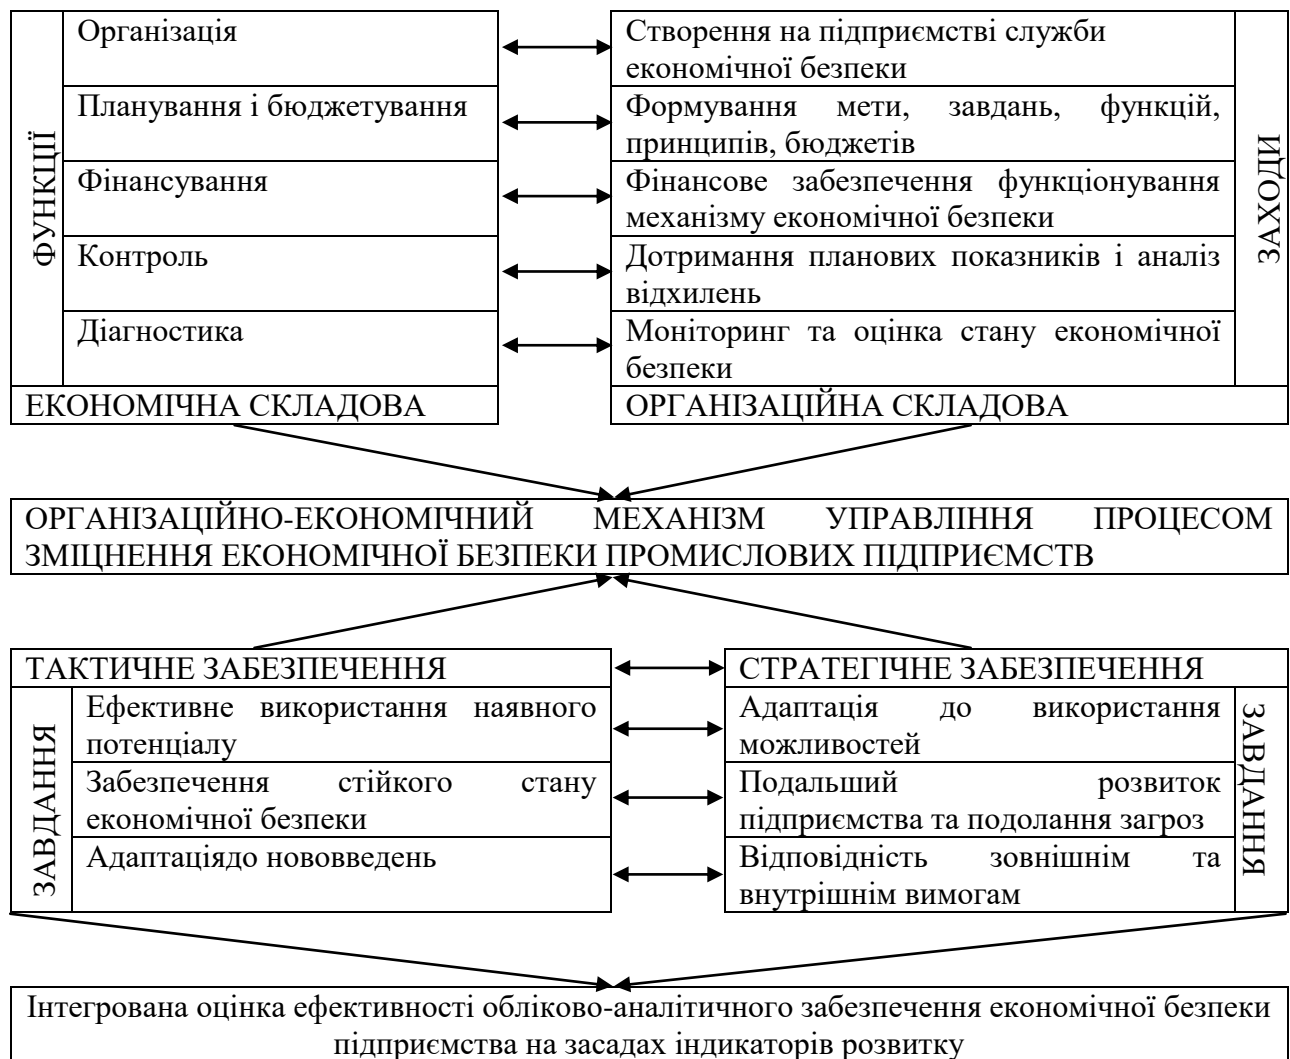 ФУНКЦІЇ
Організація
Планування і бюджетування
Фінансування
Контроль
Діагностика
ЕКОНОМІЧНА СКЛАДОВА
Створення на підприємстві служби
економічної безпеки
Формування мети, завдань, функцій,
принципів, бюджетів
Фінансове забезпечення функціонування
механізму економічної безпеки
Дотримання планових показників і аналіз
відхилень
Моніторинг та оцінка стану економічної
безпеки
ЗАХОДИ
ОРГАНІЗАЦІЙНА СКЛАДОВА
ОРГАНІЗАЦІЙНО-ЕКОНОМІЧНИЙ МЕХАНІЗМ УПРАВЛІННЯ ПРОЦЕСОМ
ЗМІЦНЕННЯ ЕКОНОМІЧНОЇ БЕЗПЕКИ ПРОМИСЛОВИХ ПІДПРИЄМСТВ
ТАКТИЧНЕ ЗАБЕЗПЕЧЕННЯ
ЗАВДАННЯ
Ефективне використання наявного
потенціалу
Забезпечення стійкого стану
економічної безпеки
Адаптаціядо нововведень
СТРАТЕГІЧНЕ ЗАБЕЗПЕЧЕННЯ
Адаптація до використання
можливостей
Подальший розвиток
підприємства та подолання загроз
Відповідність зовнішнім та
внутрішнім вимогам
ЗАВДАННЯ
Інтегрована оцінка ефективності обліково-аналітичного забезпечення економічної безпеки
підприємства на засадах індикаторів розвитку